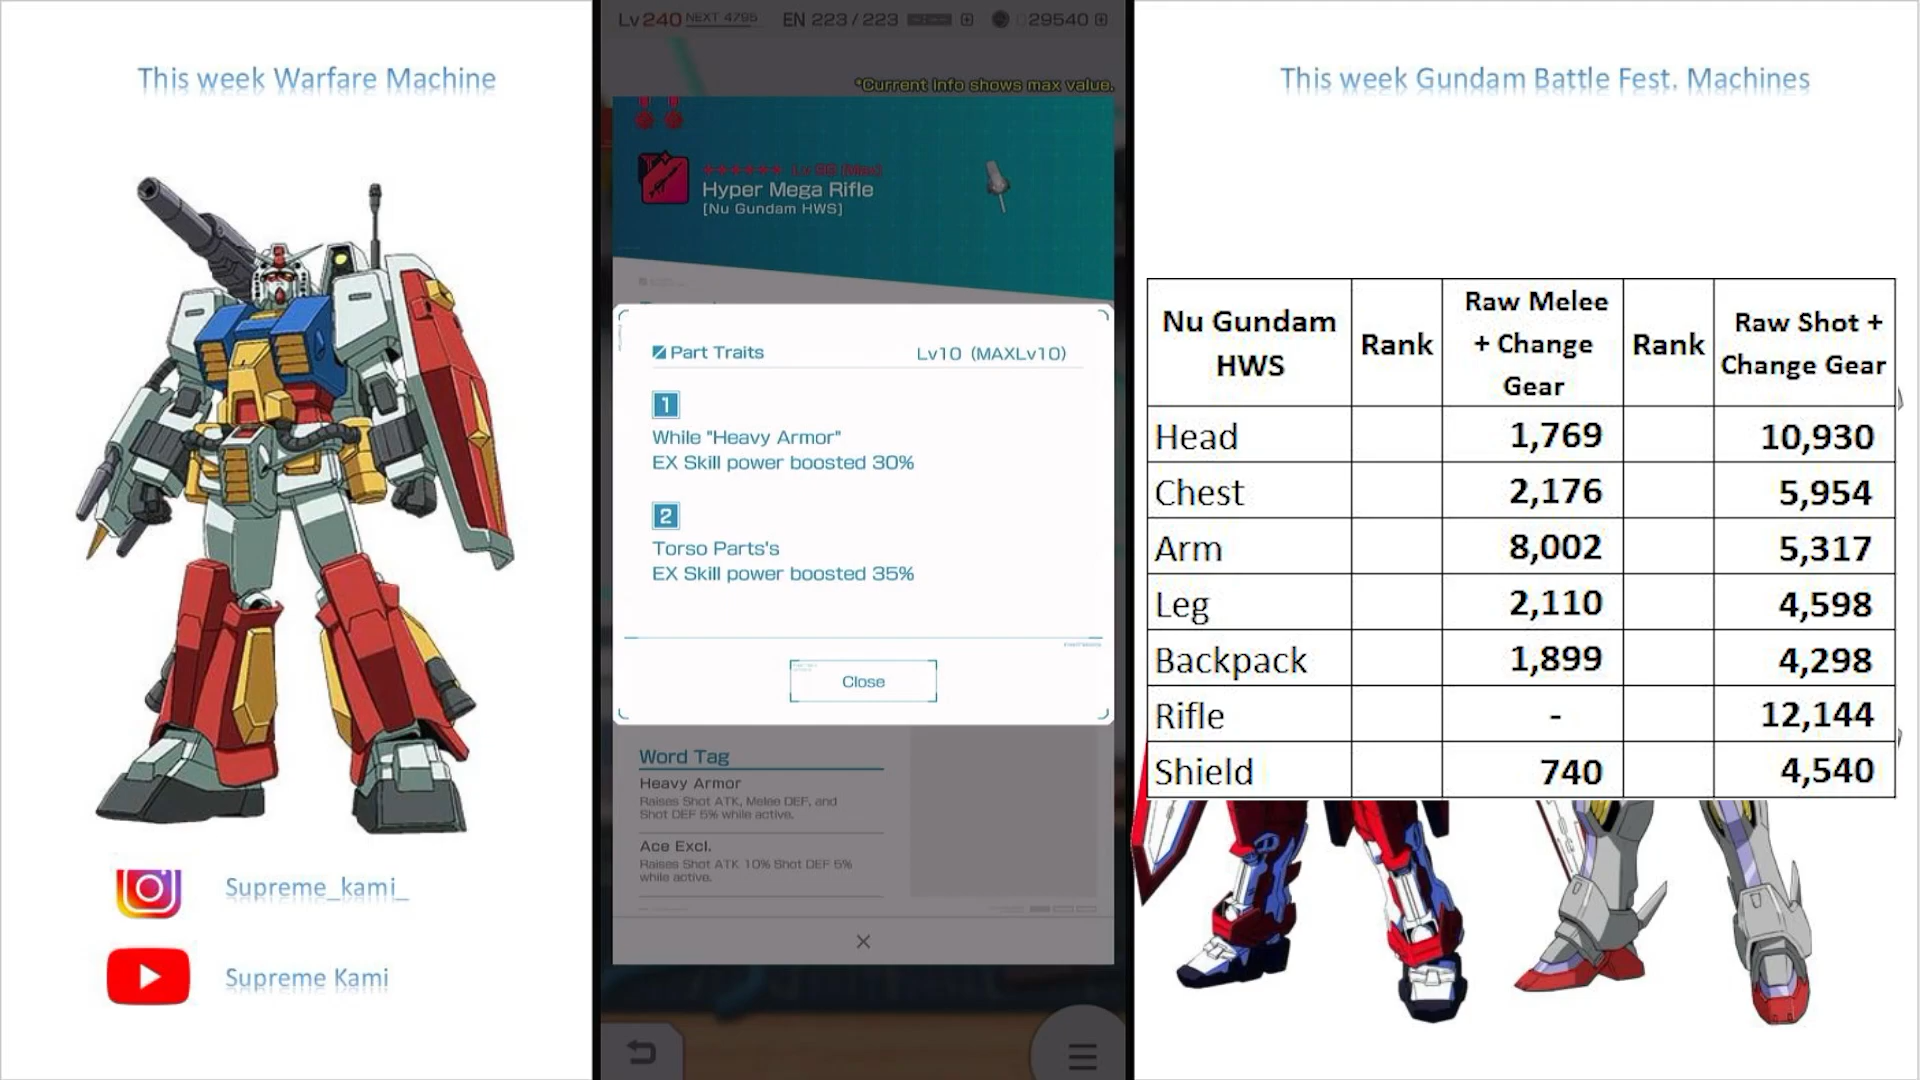 This week Warfare Machine
Supreme_kami_
Supreme Kami
Lv240 NEXT 4795 EN 223/223 29540
*Current Info shows max value.
Hyper Mega Rifle
[Nu Gundam HWS]
Part Traits Lv10 (MAXLv10)
1
While "Heavy Armor"
EX Skill power boosted 30%
2
Torso Parts's
EX Skill power boosted 35%
Close
Word Tag
Heavy Armor
Raises Shot ATK, Melee DEF, and
Shot DEF 5% while active.
Ace Excl.
Raises Shot ATK 10% Shot DEF 5%
while active.
This week Gundam Battle Fest. Machines
Nu Gundam HWS Rank Raw Melee + Change Gear Rank Raw Shot + Change Gear
Head 1,769 10,930
Chest 2,176 5,954
Arm 8,002 5,317
Leg 2,110 4,598
Backpack 1,899 4,298
Rifle - 12,144
Shield 740 4,540